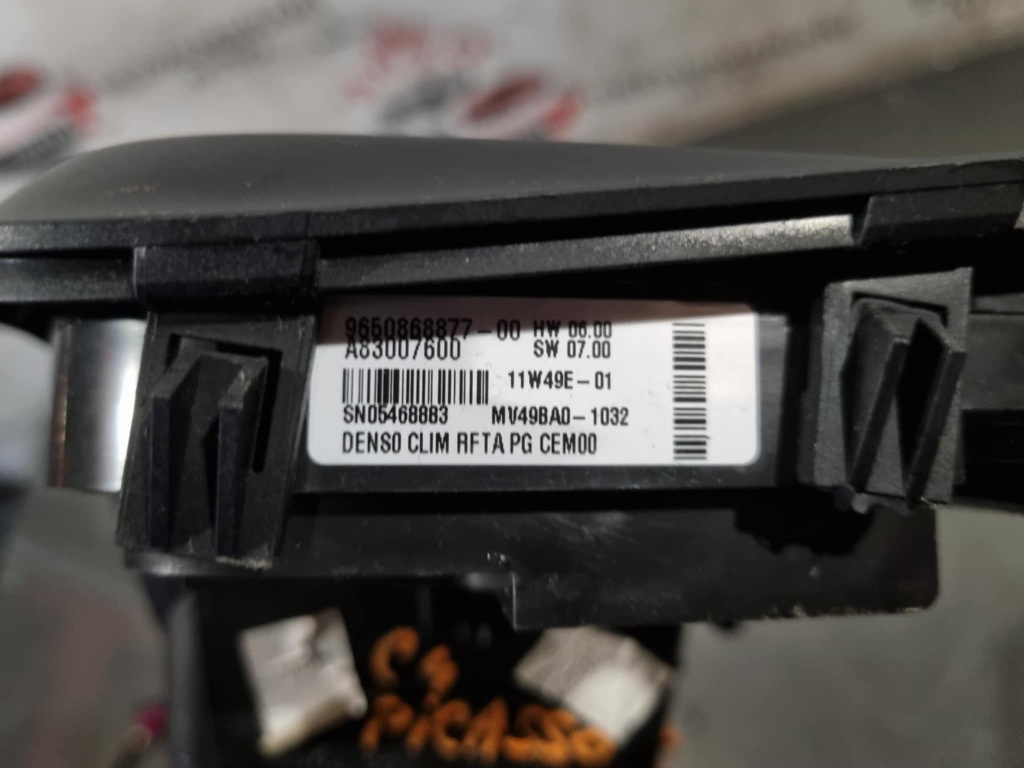 9650868877-00 HW 06.00
A83007600 SW 07.00
11W49E-01
SN05468883 MV49BA0-1032
DENSO CLIM RFTA PG CEM00
PICASSO